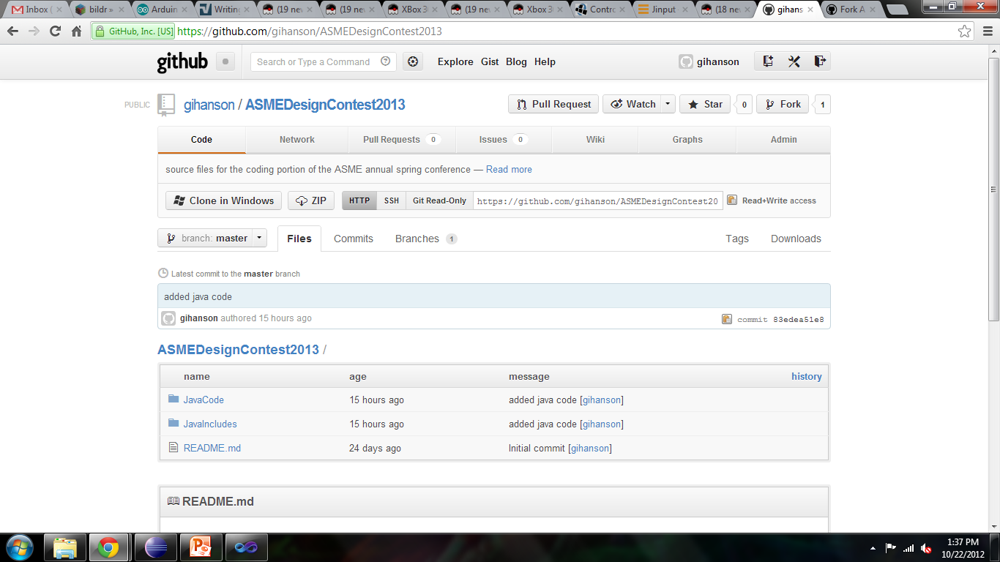 Inbox ( bildr » Arduin Writing (19 new (19 new XBox 3 (19 new Xbox 3 Contro Jinput (18 new gihans Fork A
GitHub, Inc. [US] https://github.com/gihanson/ASMEDesignContest2013
github Search or Type a Command Explore Gist Blog Help gihanson
PUBLIC gihanson / ASMEDesignContest2013 Pull Request Watch Star 0 Fork 1
Code Network Pull Requests 0 Issues 0 Wiki Graphs Admin
source files for the coding portion of the ASME annual spring conference — Read more
Clone in Windows ZIP HTTP SSH Git Read-Only https://github.com/gihanson/ASMEDesignContest20 Read+Write access
branch: master Files Commits Branches 1 Tags Downloads
Latest commit to the master branch
added java code
gihanson authored 15 hours ago commit 83edea51e8
ASMEDesignContest2013 /
name age message history
JavaCode 15 hours ago added java code [gihanson]
JavaIncludes 15 hours ago added java code [gihanson]
README.md 24 days ago Initial commit [gihanson]
README.md
1:37 PM
10/22/2012